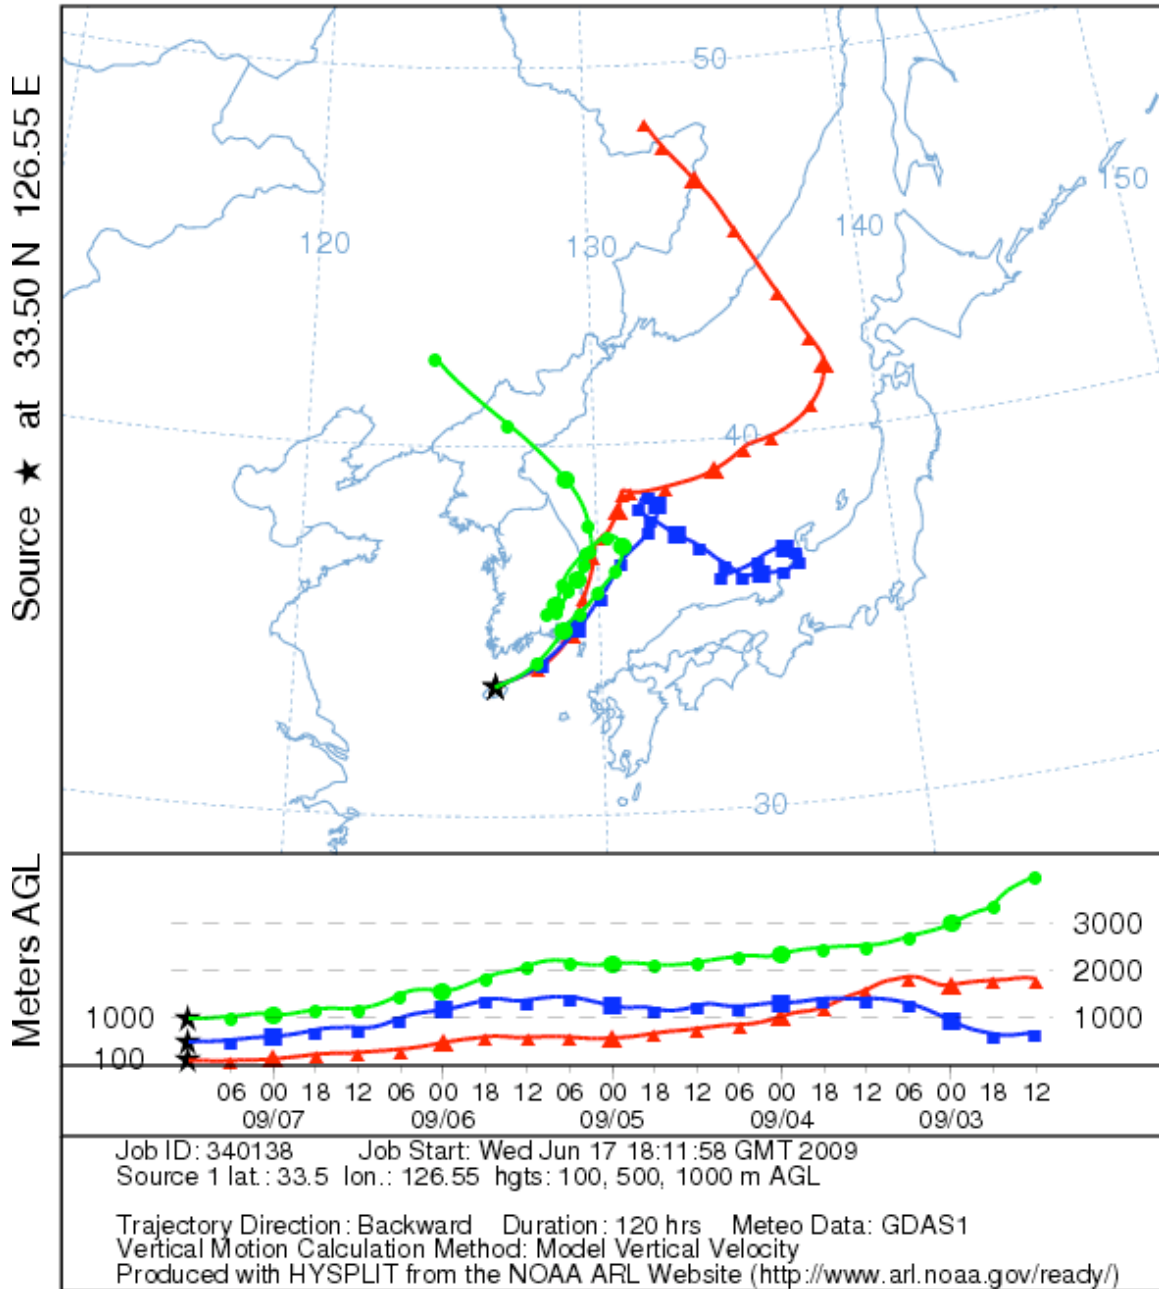 Source ★ at 33.50 N 126.55 E
50
150
140
120
130
40
30
Meters AGL
3000
2000
1000
1000
100
06 00 18 12 06 00 18 12 06 00 18 12 06 00 18 12 06 00 18 12
09/07 09/06 09/05 09/04 09/03
Job ID: 340138 Job Start: Wed Jun 17 18:11:58 GMT 2009
Source 1 lat.: 33.5 lon.: 126.55 hgts: 100, 500, 1000 m AGL
Trajectory Direction: Backward Duration: 120 hrs Meteo Data: GDAS1
Vertical Motion Calculation Method: Model Vertical Velocity
Produced with HYSPLIT from the NOAA ARL Website (http://www.arl.noaa.gov/ready/)